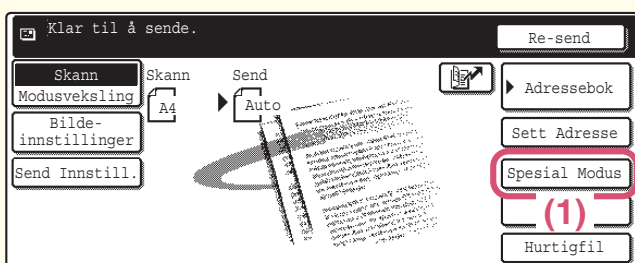 Klar til å sende.
Re-send
Skann
Modusveksling
Skann
A4
Send
Auto
Adressebok
Bilde-
innstillinger
Sett Adresse
Send Innstill.
Spesial Modus
(1)
Hurtigfil